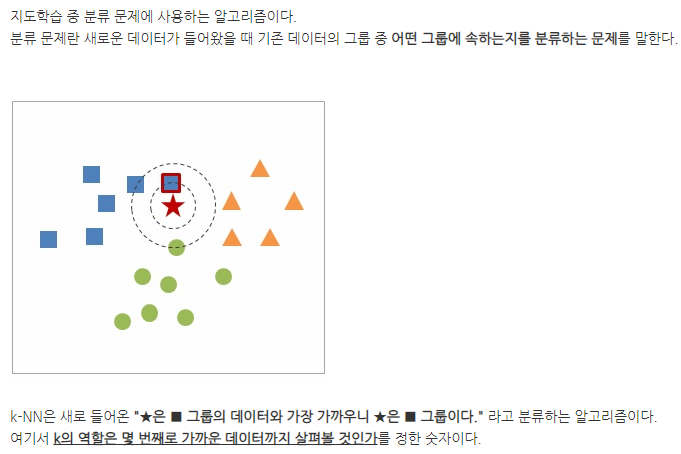 지도학습 중 분류 문제에 사용하는 알고리즘이다.
분류 문제란 새로운 데이터가 들어왔을 때 기존 데이터의 그룹 중 어떤 그룹에 속하는지를 분류하는 문제를 말한다.
k-NN은 새로 들어온 "★은 ■ 그룹의 데이터와 가장 가까우니 ★은 ■ 그룹이다." 라고 분류하는 알고리즘이다.
여기서 k의 역할은 몇 번째로 가까운 데이터까지 살펴볼 것인가를 정한 숫자이다.